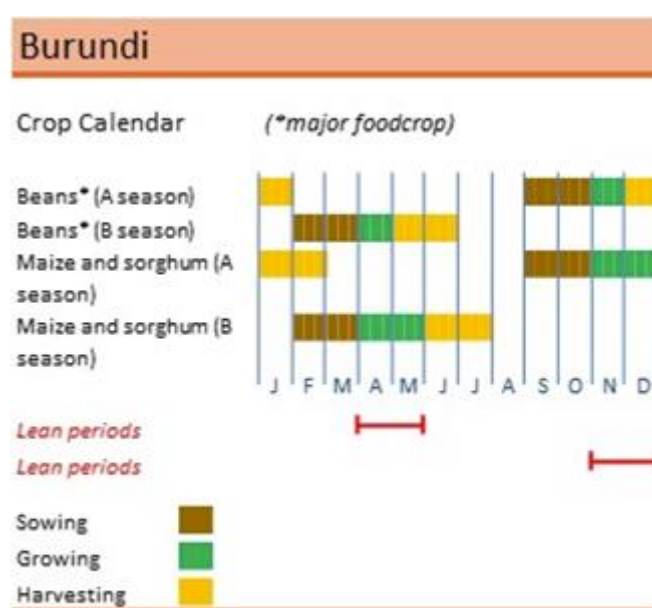 Burundi
Crop Calendar (*major foodcrop)
Beans* (A season)
Beans* (B season)
Maize and sorghum (A
season)
Maize and sorghum (B
season)
J F M A M J J A S O N D
Lean periods
Lean periods
Sowing
Growing
Harvesting